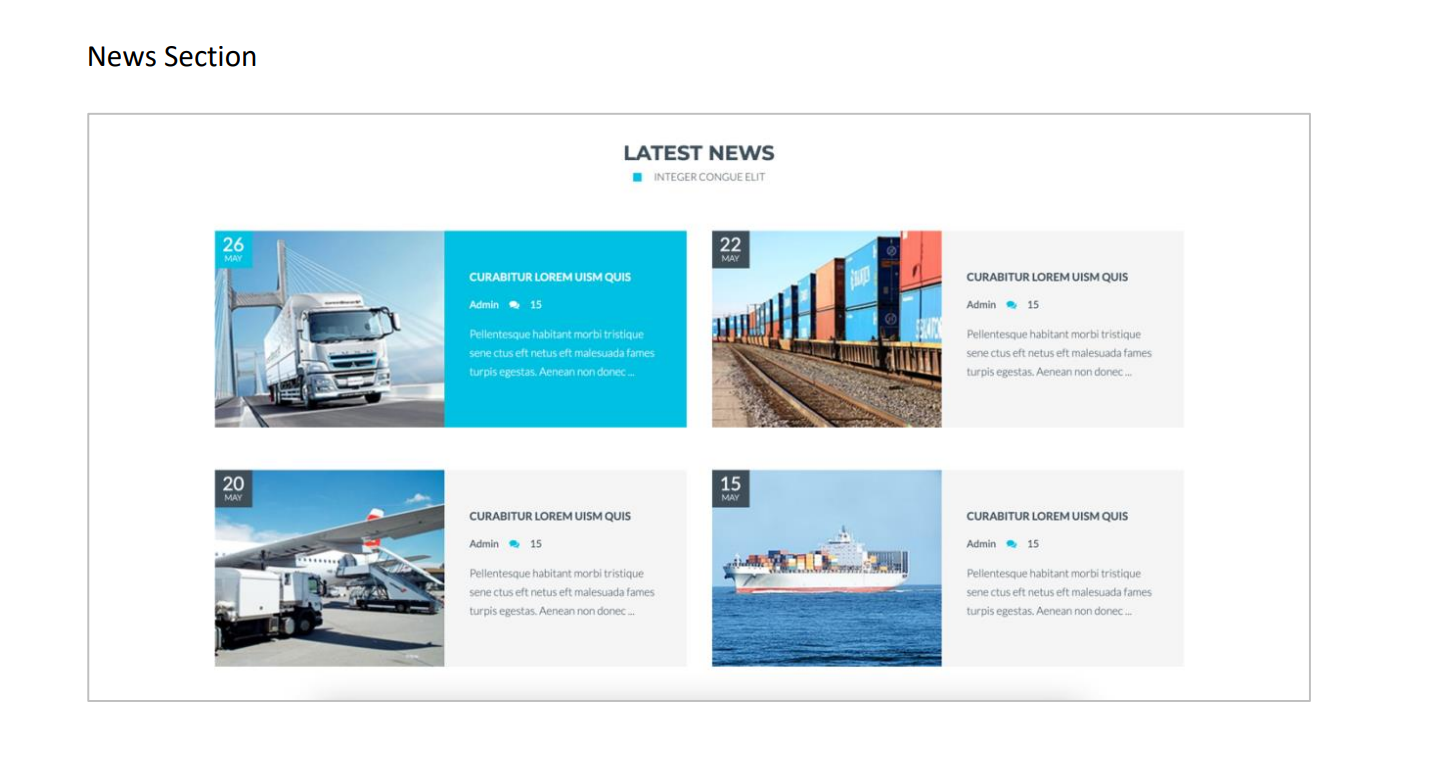 News Section
LATEST NEWS
INTEGER CONGUE ELIT
26
MAY
CURABITUR LOREM UISM QUIS
Admin 15
Pellentesque habitant morbi tristique
sene ctus eft netus eft malesuada fames
turpis egestas. Aenean non donec ...
22
MAY
CURABITUR LOREM UISM QUIS
Admin 15
Pellentesque habitant morbi tristique
sene ctus eft netus eft malesuada fames
turpis egestas. Aenean non donec ...
20
MAY
CURABITUR LOREM UISM QUIS
Admin 15
Pellentesque habitant morbi tristique
sene ctus eft netus eft malesuada fames
turpis egestas. Aenean non donec ...
15
MAY
CURABITUR LOREM UISM QUIS
Admin 15
Pellentesque habitant morbi tristique
sene ctus eft netus eft malesuada fames
turpis egestas. Aenean non donec ...